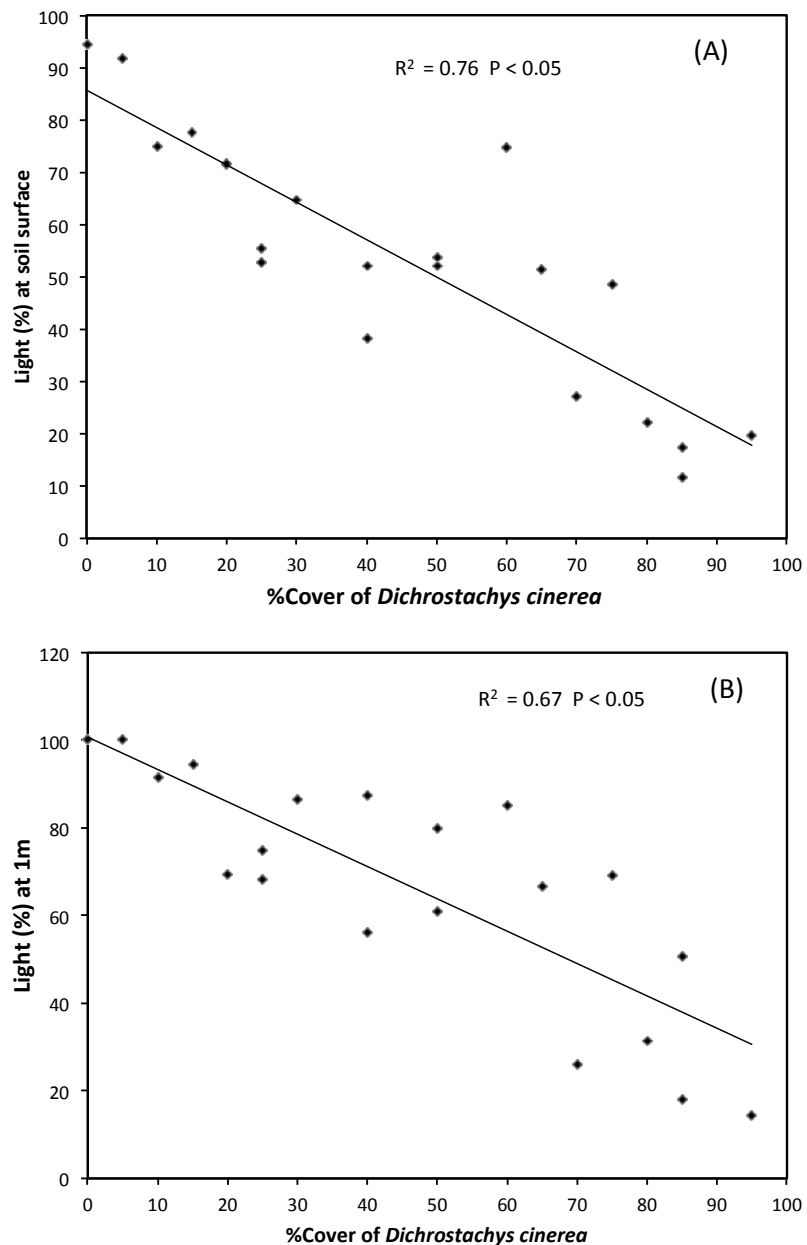 (A)
R² = 0.76 P < 0.05
100
90
80
70
60
50
40
30
20
10
0
Light (%) at soil surface
0 10 20 30 40 50 60 70 80 90 100
%Cover of Dichrostachys cinerea
(B)
R² = 0.67 P < 0.05
120
100
80
60
40
20
0
Light (%) at 1m
0 10 20 30 40 50 60 70 80 90 100
%Cover of Dichrostachys cinerea